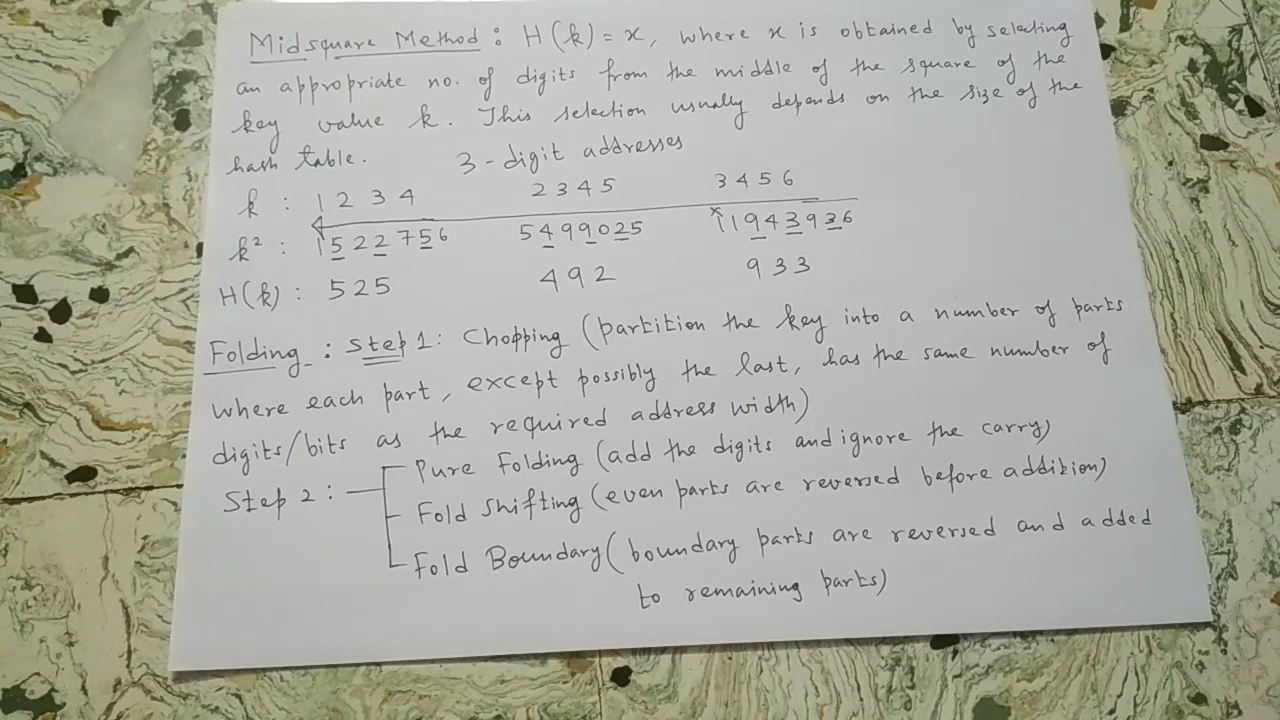 Midsquare Method : H(k) = x, where x is obtained by selecting
an appropriate no. of digits from the middle of the square of the
key value k. This selection usually depends on the size of the
hash table. 3-digit addresses
k : 1234 2345 3456
k² : 1522756 5499025 11943936
H(k) : 525 492 933
Folding : Step 1: Chopping (partition the key into a number of parts
where each part, except possibly the last, has the same number of
digits/bits as the required address width)
Step 2 : Pure Folding (add the digits and ignore the carry)
Fold Shifting (even parts are reversed before addition)
Fold Boundary (boundary parts are reversed and added
to remaining parts)